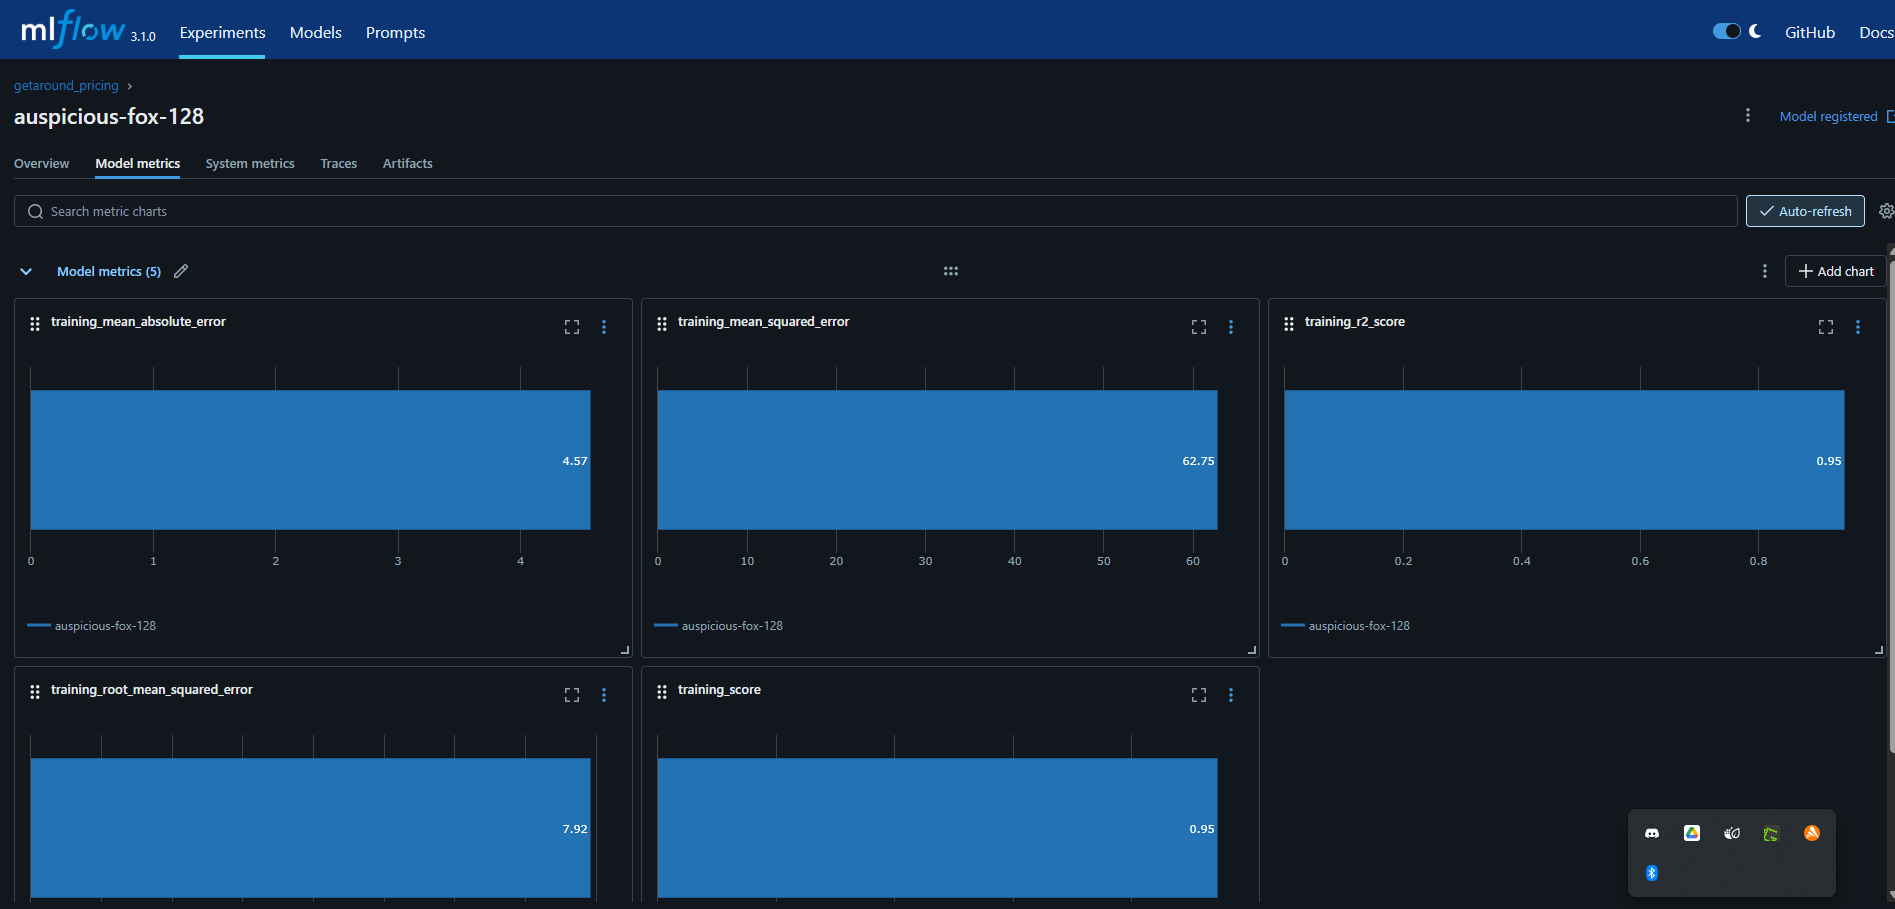 mlflow 3.1.0 Experiments Models Prompts GitHub Docs
getaround_pricing ›
auspicious-fox-128
Model registered
Overview Model metrics System metrics Traces Artifacts
Search metric charts
Auto-refresh
Model metrics (5)
Add chart
training_mean_absolute_error
4.57
0 1 2 3 4
auspicious-fox-128
training_mean_squared_error
62.75
0 10 20 30 40 50 60
auspicious-fox-128
training_r2_score
0.95
0 0.2 0.4 0.6 0.8
auspicious-fox-128
training_root_mean_squared_error
7.92
training_score
0.95